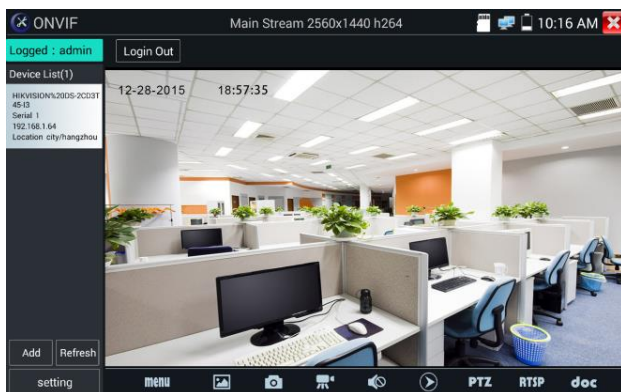 ONVIF
Main Stream 2560x1440 h264
10:16 AM
Logged : admin
Login Out
Device List(1)
HIKVISION%20DS-2CD3T
45-I3
Serial 1
192.168.1.64
Location city/hangzhou
12-28-2015 18:57:35
Add
Refresh
setting
menu
PTZ
RTSP
doc